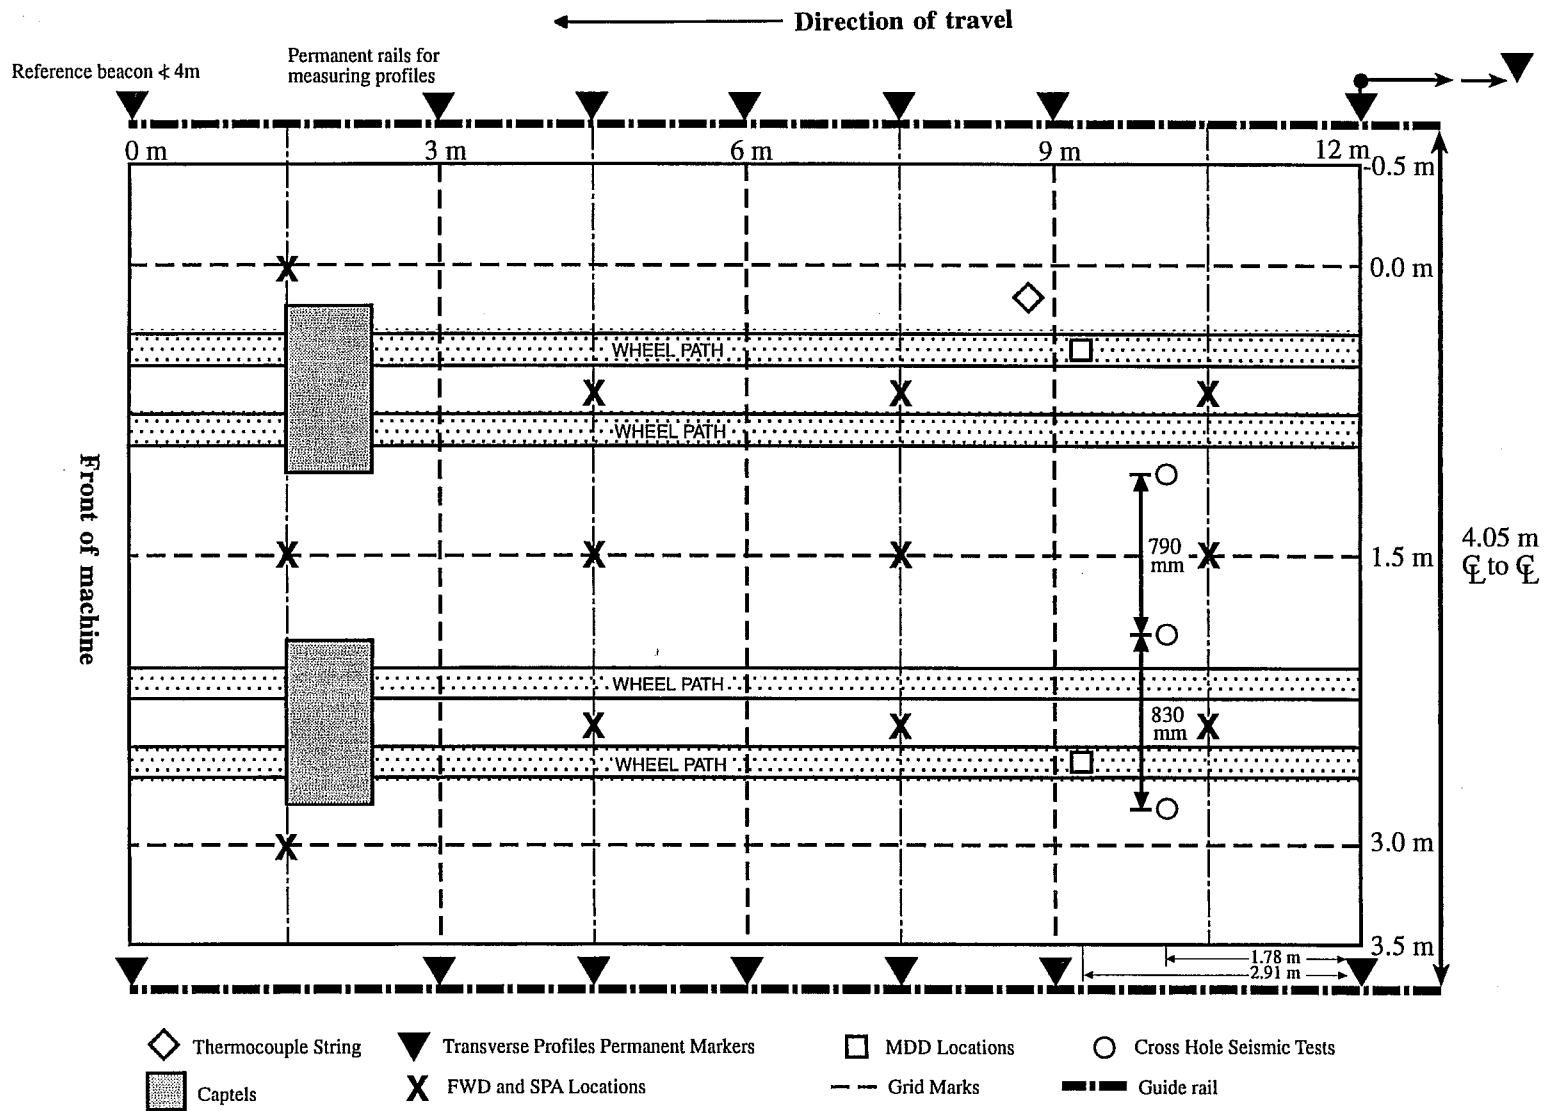 Direction of travel
Reference beacon ∢ 4m
Permanent rails for
measuring profiles
0 m
3 m
6 m
9 m
12 m
-0.5 m
0.0 m
WHEEL PATH
WHEEL PATH
Front of machine
790
mm
1.5 m
4.05 m
℄ to ℄
WHEEL PATH
830
mm
WHEEL PATH
3.0 m
3.5 m
1.78 m
2.91 m
Thermocouple String
Transverse Profiles Permanent Markers
MDD Locations
Cross Hole Seismic Tests
Captels
FWD and SPA Locations
Grid Marks
Guide rail